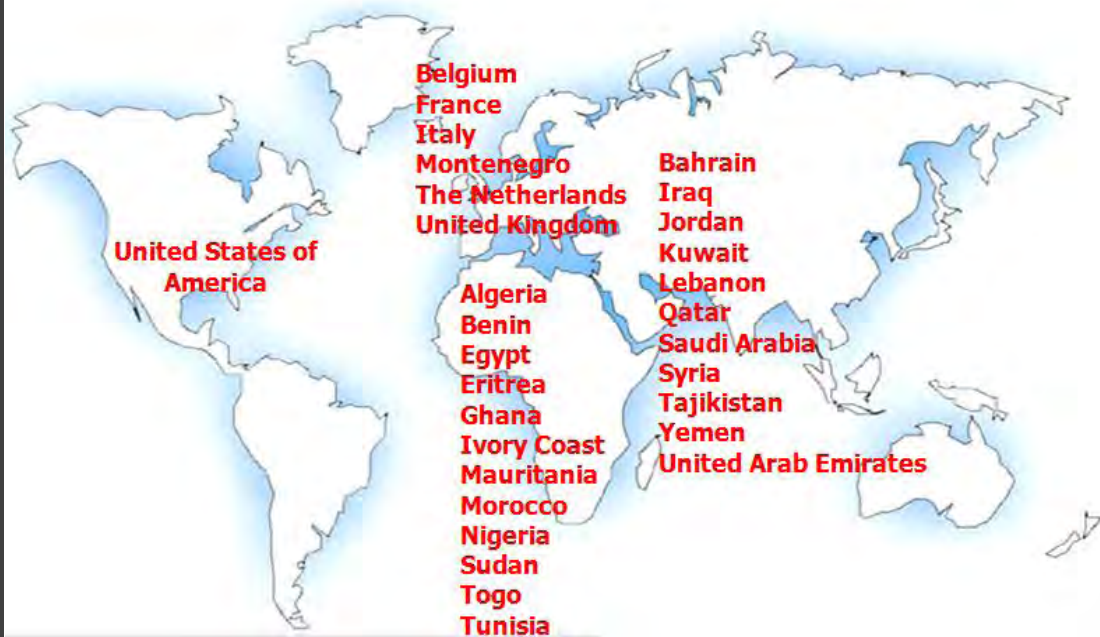 Belgium
France
Italy
Montenegro
The Netherlands
United Kingdom
United States of
America
Algeria
Benin
Egypt
Eritrea
Ghana
Ivory Coast
Mauritania
Morocco
Nigeria
Sudan
Togo
Tunisia
Bahrain
Iraq
Jordan
Kuwait
Lebanon
Qatar
Saudi Arabia
Syria
Tajikistan
Yemen
United Arab Emirates